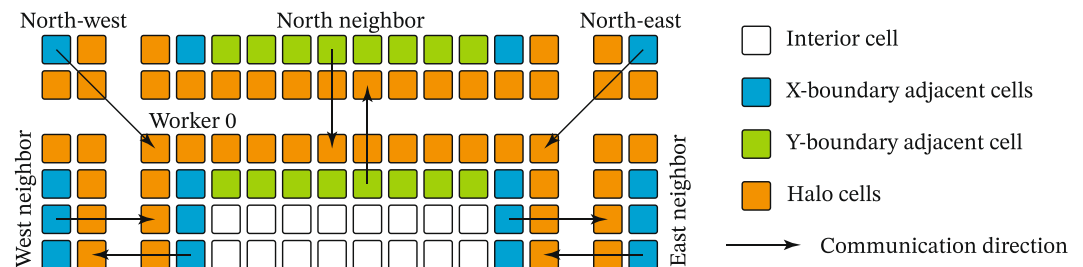 North-west
North neighbor
North-east
Worker 0
West neighbor
East neighbor
Interior cell
X-boundary adjacent cells
Y-boundary adjacent cell
Halo cells
Communication direction